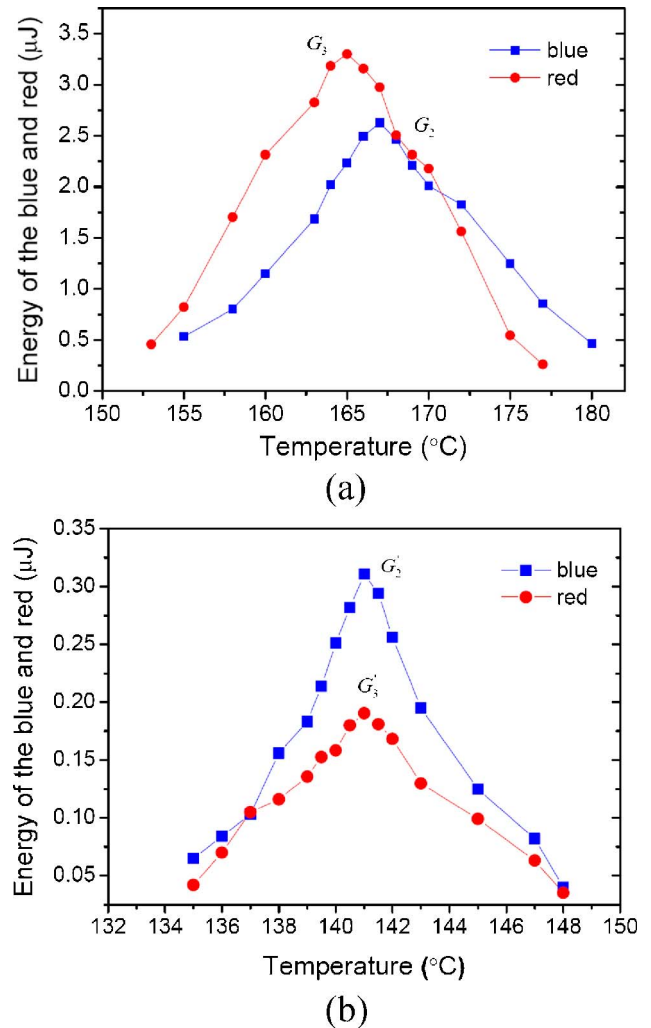 Energy of the blue and red (μJ)
3.5
3.0
2.5
2.0
1.5
1.0
0.5
0.0
G3
G2
blue
red
150 155 160 165 170 175 180
Temperature (°C)
(a)
Energy of the blue and red (μJ)
0.35
0.30
0.25
0.20
0.15
0.10
0.05
G'2
G'3
blue
red
132 134 136 138 140 142 144 146 148 150
Temperature (°C)
(b)